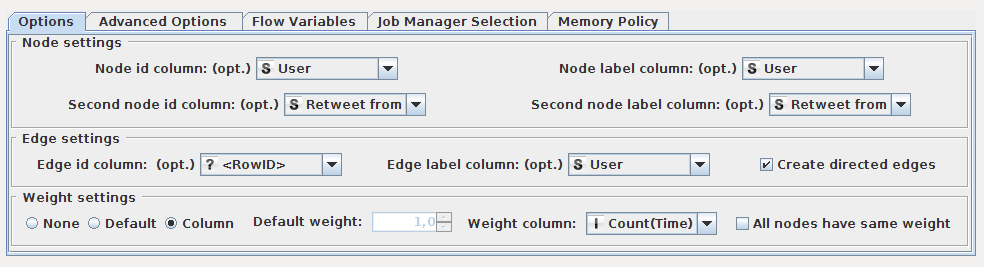 Options Advanced Options Flow Variables Job Manager Selection Memory Policy
Node settings
Node id column: (opt.) S User Node label column: (opt.) S User
Second node id column: (opt.) S Retweet from Second node label column: (opt.) S Retweet from
Edge settings
Edge id column: (opt.) ? <RowID> Edge label column: (opt.) S User Create directed edges
Weight settings
None Default Column Default weight: 1,0 Weight column: I Count(Time) All nodes have same weight